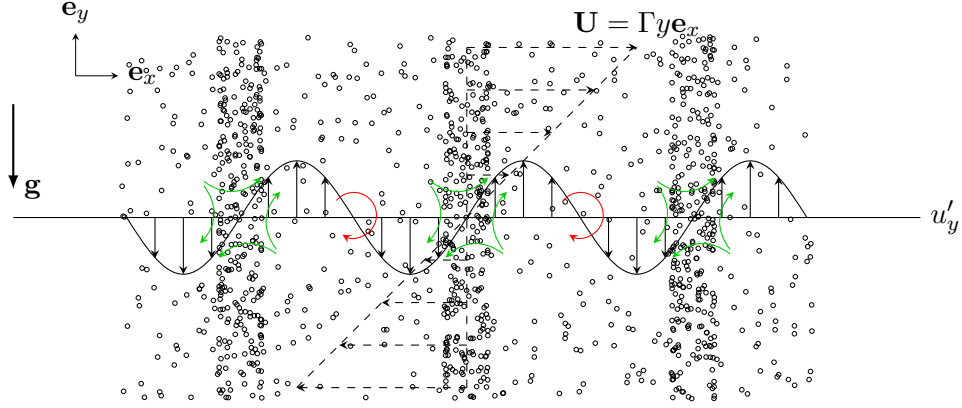 e_y
U = Γy e_x
e_x
g
u′_y